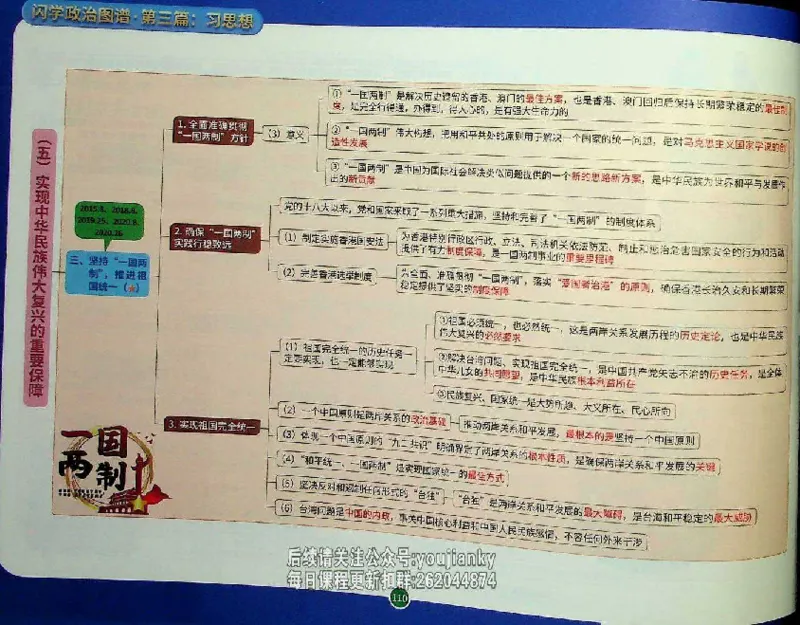 闪学政治图谱·第三篇：习思想
（五）实现中华民族伟大复兴的重要保障
2020.26
三、坚持“一国两
制”，推进祖
国统一（
1. 全面准确贯彻
“一国两制”方针
（3）意义
①“一国两制”是解决历史遗留的香港、澳门的最佳方案，也是香港、澳门回归后保持长期繁荣稳定的最佳制
度，是完全行得通、办得到、得人心的，是有强大生命力的
②“一国两制”伟大构想，把用和平共处的原则用于解决一个国家的统一问题，是对马克思主义国家学说的创
造性发展
③“一国两制”是中国为国际社会解决类似问题提供的一个新的思路新方案，是中华民族为世界和平与发展作
出的新贡献
2. 确保“一国两制”
实践行稳致远
党的十八大以来，党和国家采取了一系列重大措施，坚持和完善了“一国两制”的制度体系
（1）制定实施香港国安法
为香港特别行政区行政、立法、司法机关依法防范、制止和惩治危害国家安全的行为和活动
提供了有力制度保障，是一国两制事业的重要里程碑
（2）完善香港选举制度
为全面、准确贯彻“一国两制”，落实“爱国者治港”的原则，确保香港长治久安和长期繁荣
稳定提供了坚实的制度保障
3. 实现祖国完全统一
（1）祖国完全统一的历史任务一
定要实现，也一定能够实现
①祖国必须统一，也必然统一，这是两岸关系发展历程的历史定论，也是中华民族
伟大复兴的必然要求
②解决台湾问题、实现祖国完全统一，是中国共产党矢志不渝的历史任务，是全体
中华儿女的共同愿望，是中华民族根本利益所在
③民族复兴、国家统一是大势所趋、大义所在、民心所向
（2）一个中国原则是两岸关系的政治基础
推动两岸关系和平发展，最根本的是坚持一个中国原则
（3）体现一个中国原则的“九二共识”明确界定了两岸关系的根本性质，是确保两岸关系和平发展的关键
（4）“和平统一、一国两制”是实现国家统一的最佳方式
（5）坚决反对和遏制任何形式的“台独”
“台独”是两岸关系和平发展的最大障碍，是台海和平稳定的最大威胁
（6）台湾问题是中国的内政，事关中国核心利益和中国人民民族感情，不容任何外来干涉
一国
两制
后续请关注公众号:youjianky
每日课程更新和群:262044874
110